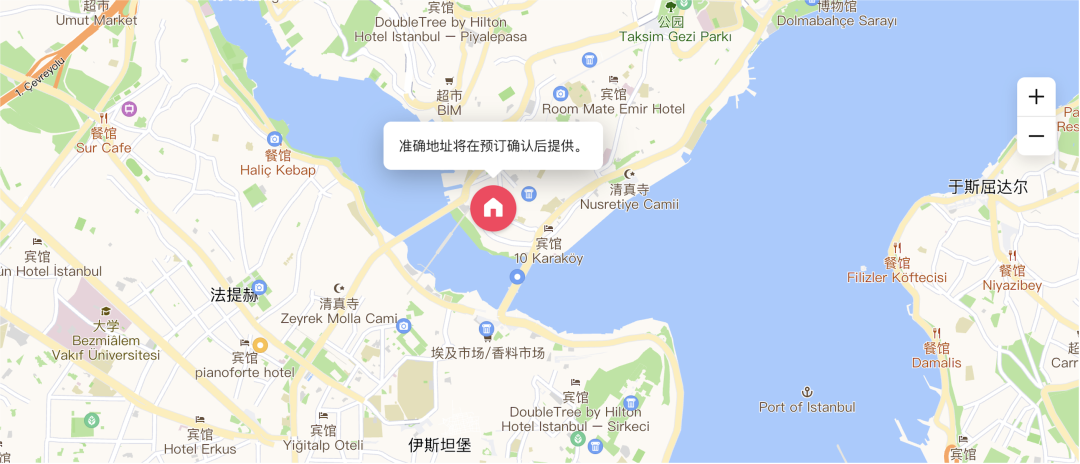 超市
Umut Market
宾馆
DoubleTree by Hilton
Hotel Istanbul – Piyalepasa
公园
Taksim Gezi Parkı
博物馆
Dolmabahçe Sarayı
1. Çevreyolu
超市
BIM
宾馆
Room Mate Emir Hotel
+
−
餐馆
Sur Cafe
餐馆
Haliç Kebap
准确地址将在预订确认后提供。
清真寺
Nusretiye Camii
于斯屈达尔
宾馆
ün Hotel İstanbul
宾馆
10 Karaköy
餐馆
Filizler Köftecisi
餐馆
Niyazibey
法提赫
清真寺
Zeyrek Molla Cami
大学
Bezmiâlem
Vakıf Üniversitesi
埃及市场/香料市场
餐馆
Damalis
宾馆
pianoforte hotel
宾馆
DoubleTree by Hilton
Hotel Istanbul – Sirkeci
Port of Istanbul
宾馆
Hotel Erkus
宾馆
Yiğitalp Oteli
伊斯坦堡
宾馆